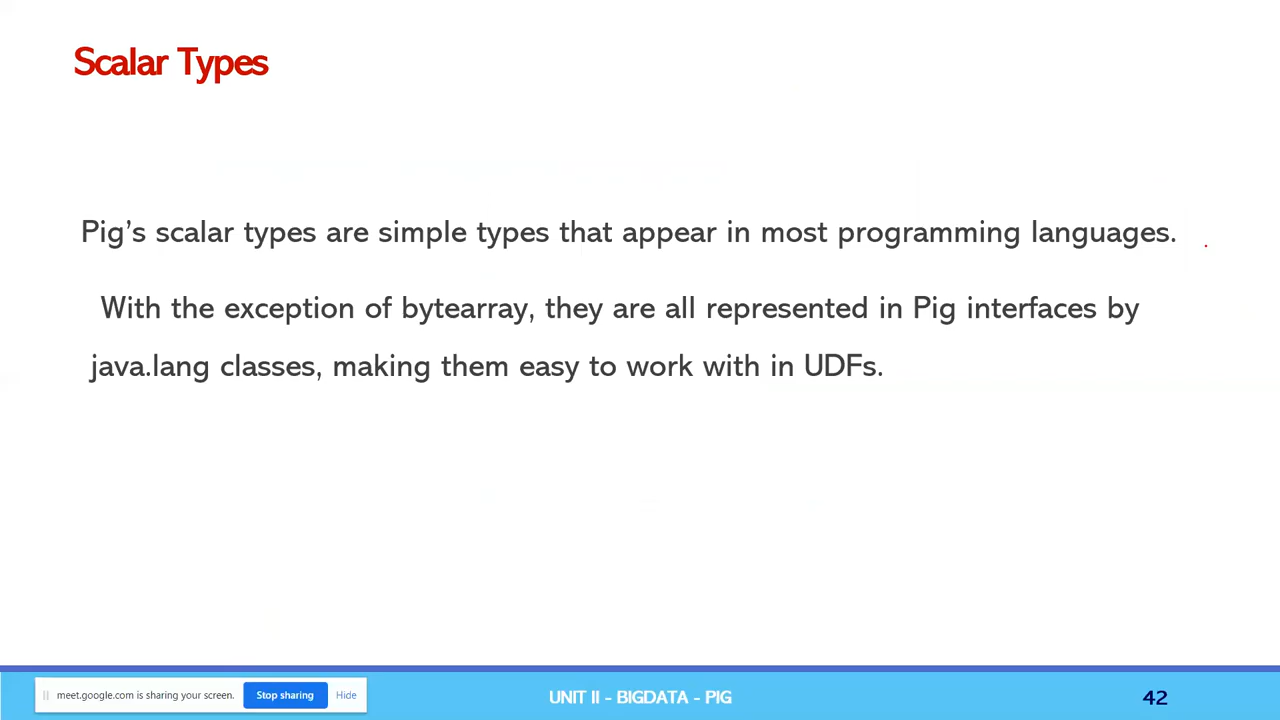 Scalar Types
Pig’s scalar types are simple types that appear in most programming languages.
With the exception of bytearray, they are all represented in Pig interfaces by
java.lang classes, making them easy to work with in UDFs.
meet.google.com is sharing your screen. Stop sharing Hide
UNIT II – BIGDATA - PIG
42